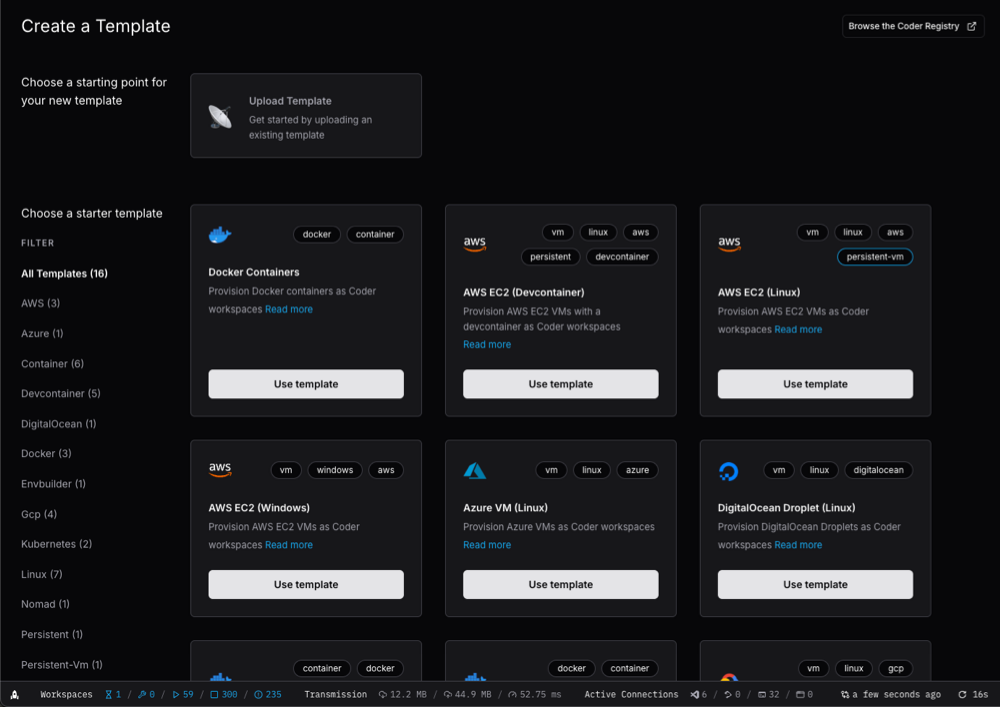 Create a Template
Browse the Coder Registry
Choose a starting point for
your new template
Upload Template
Get started by uploading an
existing template
Choose a starter template
FILTER
All Templates (16)
AWS (3)
Azure (1)
Container (6)
Devcontainer (5)
DigitalOcean (1)
Docker (3)
Envbuilder (1)
Gcp (4)
Kubernetes (2)
Linux (7)
Nomad (1)
Persistent (1)
Persistent-Vm (1)
docker container
Docker Containers
Provision Docker containers as Coder
workspaces Read more
Use template
aws
vm linux aws
persistent devcontainer
AWS EC2 (Devcontainer)
Provision AWS EC2 VMs with a
devcontainer as Coder workspaces
Read more
Use template
aws
vm linux aws
persistent-vm
AWS EC2 (Linux)
Provision AWS EC2 VMs as Coder
workspaces Read more
Use template
aws
vm windows aws
AWS EC2 (Windows)
Provision AWS EC2 VMs as Coder
workspaces Read more
Use template
vm linux azure
Azure VM (Linux)
Provision Azure VMs as Coder workspaces
Read more
Use template
vm linux digitalocean
DigitalOcean Droplet (Linux)
Provision DigitalOcean Droplets as Coder
workspaces Read more
Use template
container docker
docker container
vm linux gcp
Workspaces 1 / 0 / 59 / 300 / 235 Transmission 12.2 MB / 44.9 MB / 52.75 ms Active Connections 6 / 0 / 32 / 0 a few seconds ago 16s